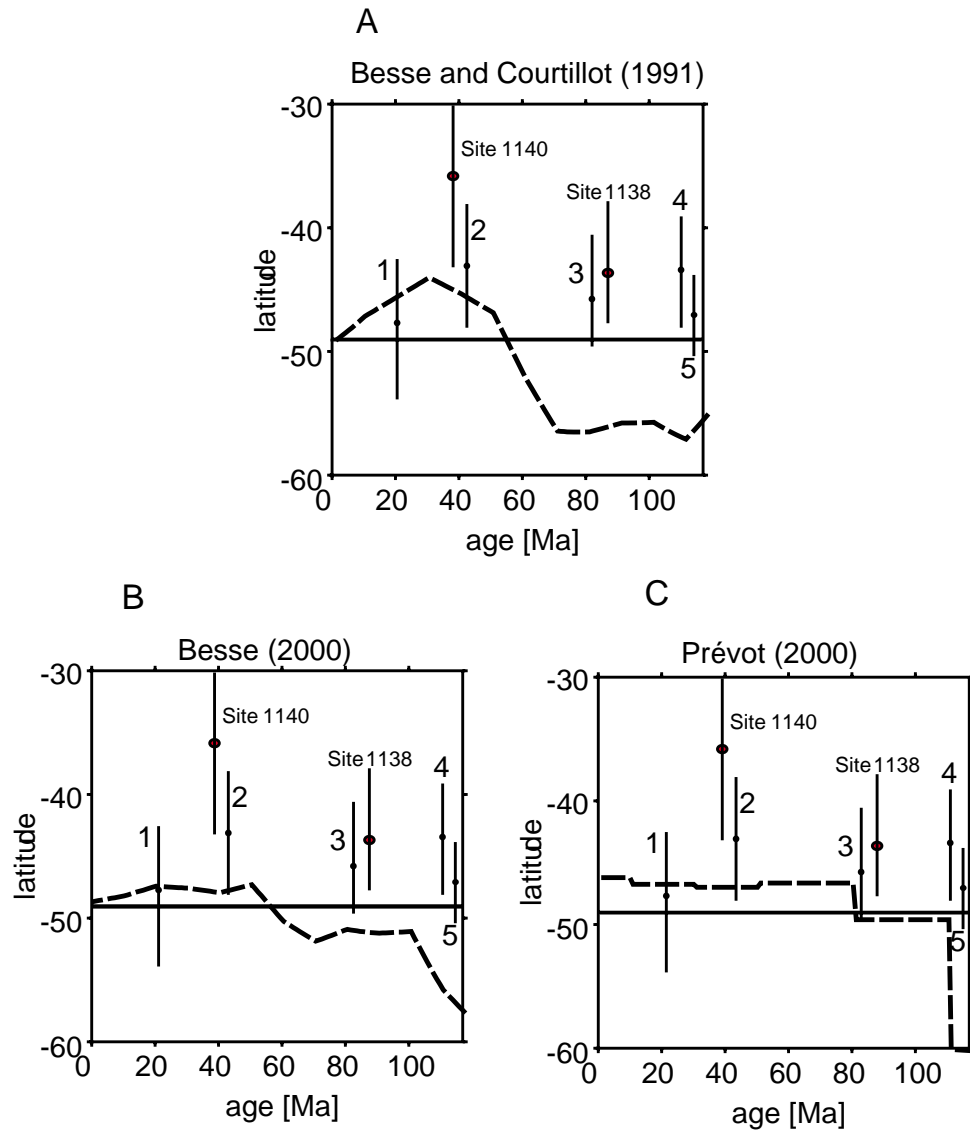 A
Besse and Courtillot (1991)
-30
Site 1140
Site 1138
4
-40
2
1
3
latitude
-50
5
-60
0 20 40 60 80 100
age [Ma]
B
C
Besse (2000)
Prévot (2000)
-30
Site 1140
Site 1138
4
-40
2
1
3
latitude
-50
5
-60
0 20 40 60 80 100
age [Ma]
-30
Site 1140
Site 1138
4
-40
2
1
3
latitude
-50
5
-60
0 20 40 60 80 100
age [Ma]